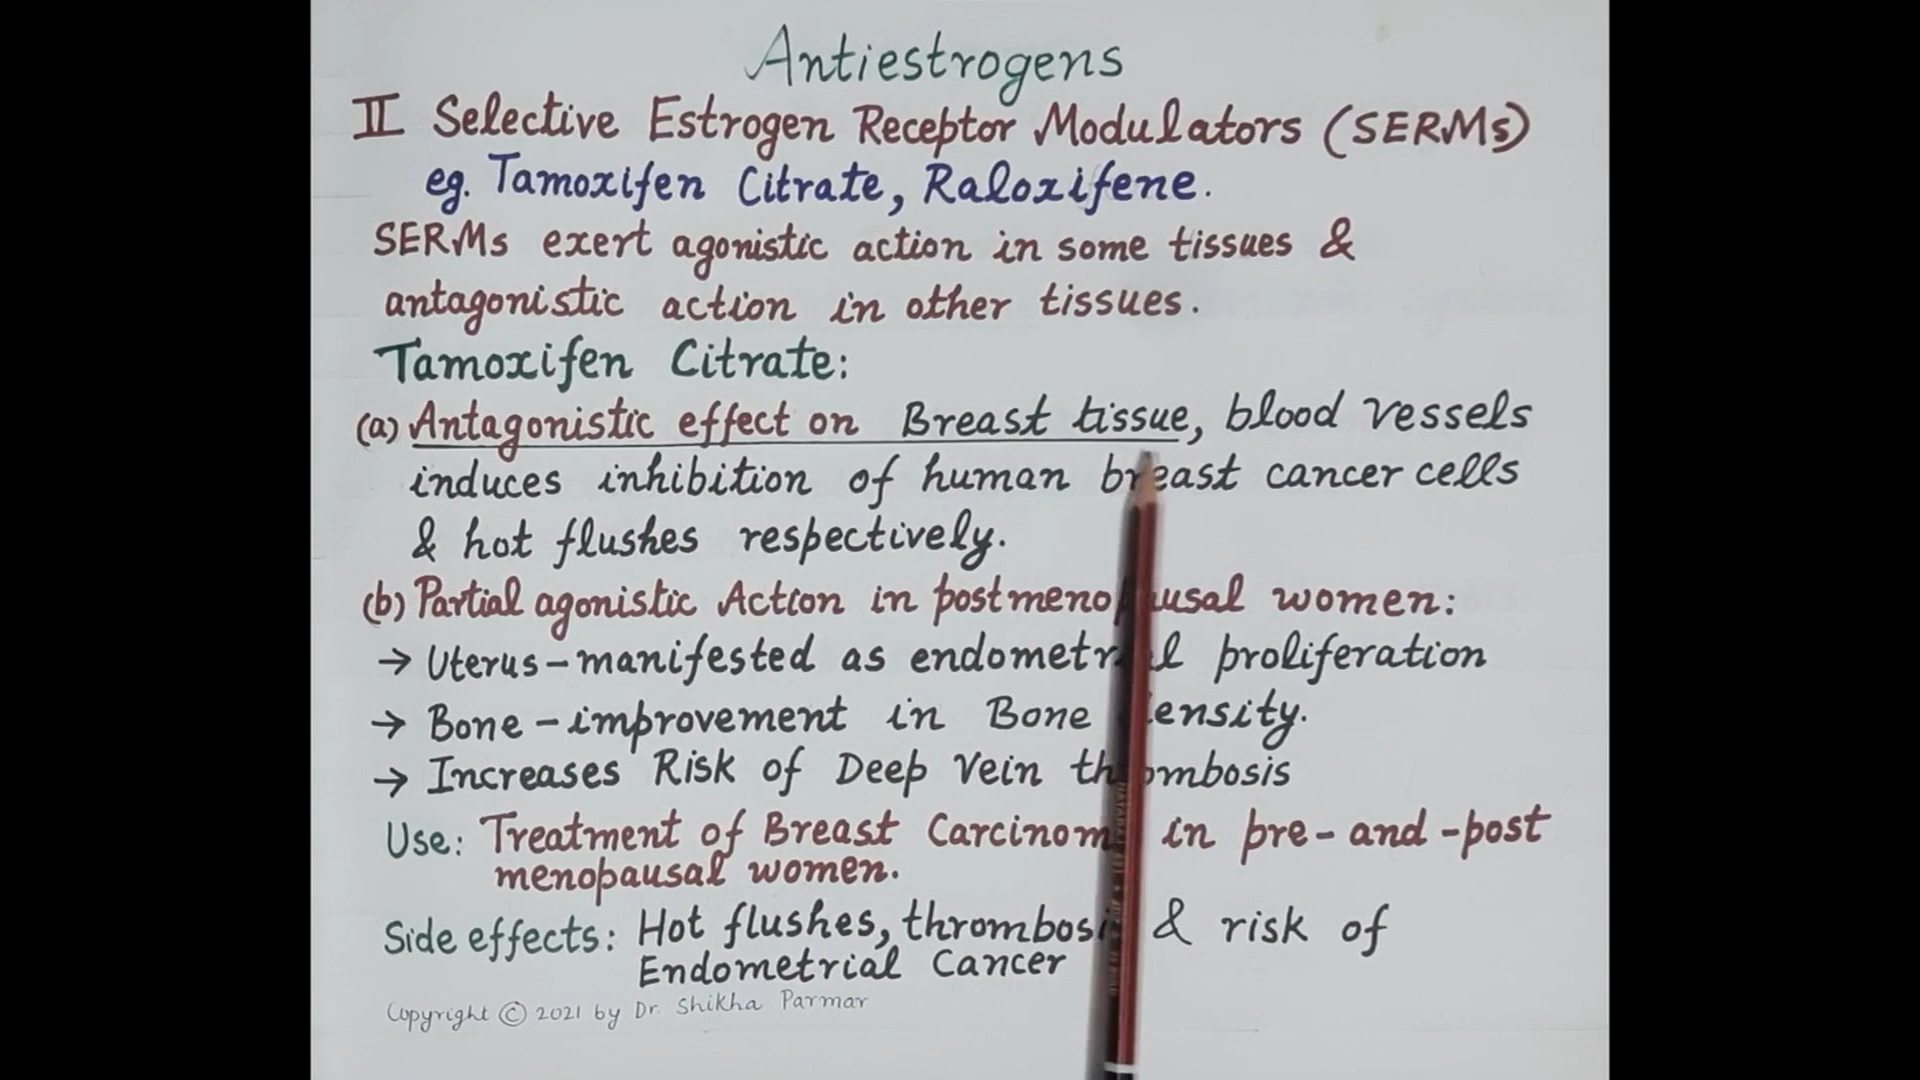 Antiestrogens
II Selective Estrogen Receptor Modulators (SERMs)
eg. Tamoxifen Citrate, Raloxifene.
SERMs exert agonistic action in some tissues &
antagonistic action in other tissues.
Tamoxifen Citrate:
(a) Antagonistic effect on Breast tissue, blood vessels
induces inhibition of human breast cancer cells
& hot flushes respectively.
(b) Partial agonistic Action in postmenopausal women:
→ Uterus - manifested as endometrial proliferation
→ Bone - improvement in Bone density.
→ Increases Risk of Deep Vein thrombosis
Use: Treatment of Breast Carcinoma in pre- and -post
menopausal women.
Side effects: Hot flushes, thrombosis & risk of
Endometrial Cancer
Copyright © 2021 by Dr. Shikha Parmar